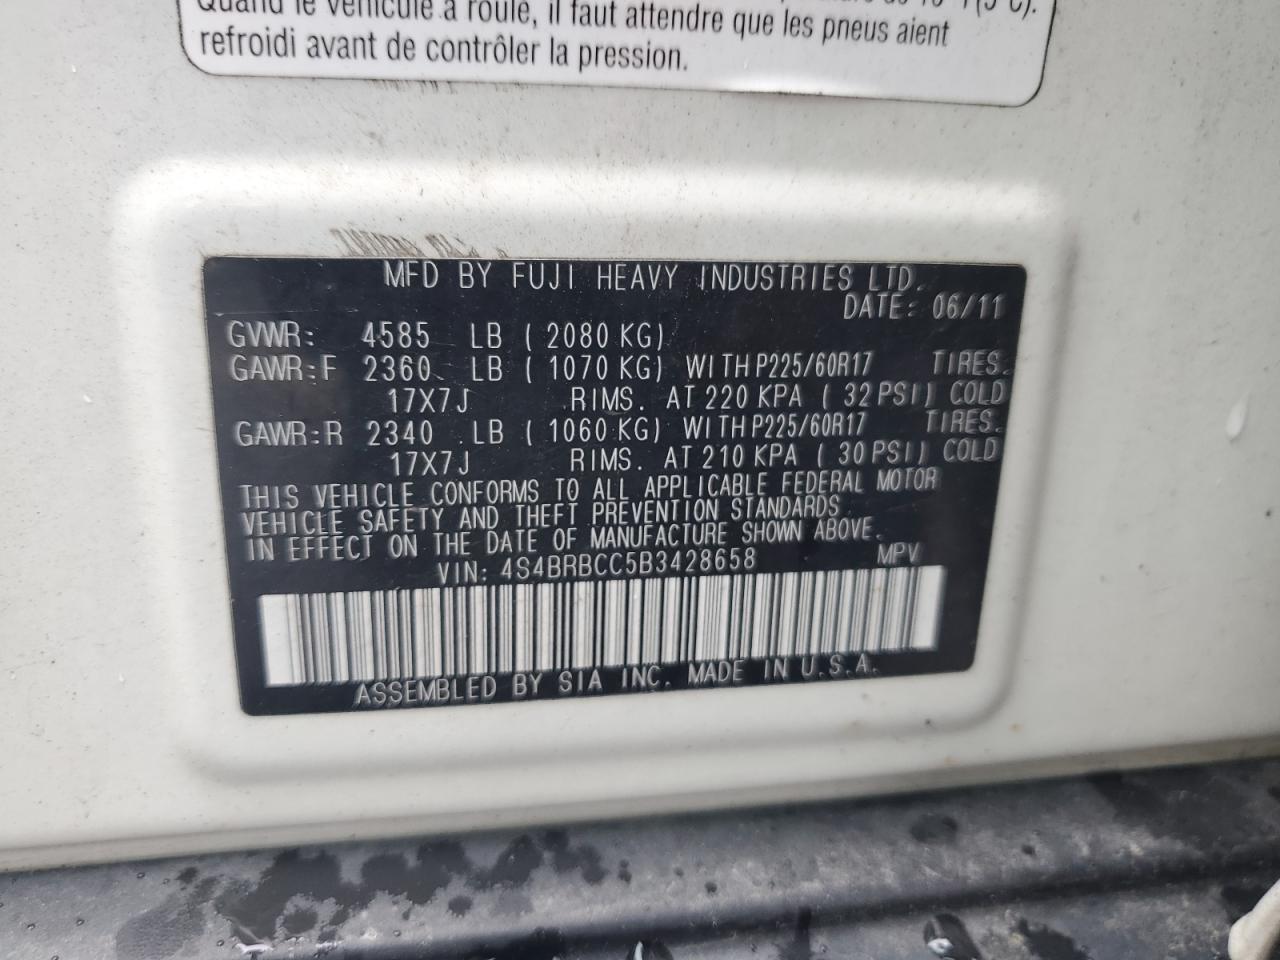 Quand le véhicule a roulé, il faut attendre que les pneus aient
refroidi avant de contrôler la pression.
MFD BY FUJI HEAVY INDUSTRIES LTD.
DATE: 06/11
GVWR: 4585 LB ( 2080 KG)
GAWR:F 2360 LB ( 1070 KG) WITH P225/60R17 TIRES.
17X7J RIMS. AT 220 KPA ( 32 PSI) COLD
GAWR:R 2340 LB ( 1060 KG) WITH P225/60R17 TIRES.
17X7J RIMS. AT 210 KPA ( 30 PSI) COLD
THIS VEHICLE CONFORMS TO ALL APPLICABLE FEDERAL MOTOR
VEHICLE SAFETY AND THEFT PREVENTION STANDARDS
IN EFFECT ON THE DATE OF MANUFACTURE SHOWN ABOVE.
VIN: 4S4BRBCC5B3428658 MPV
ASSEMBLED BY SIA INC. MADE IN U.S.A.